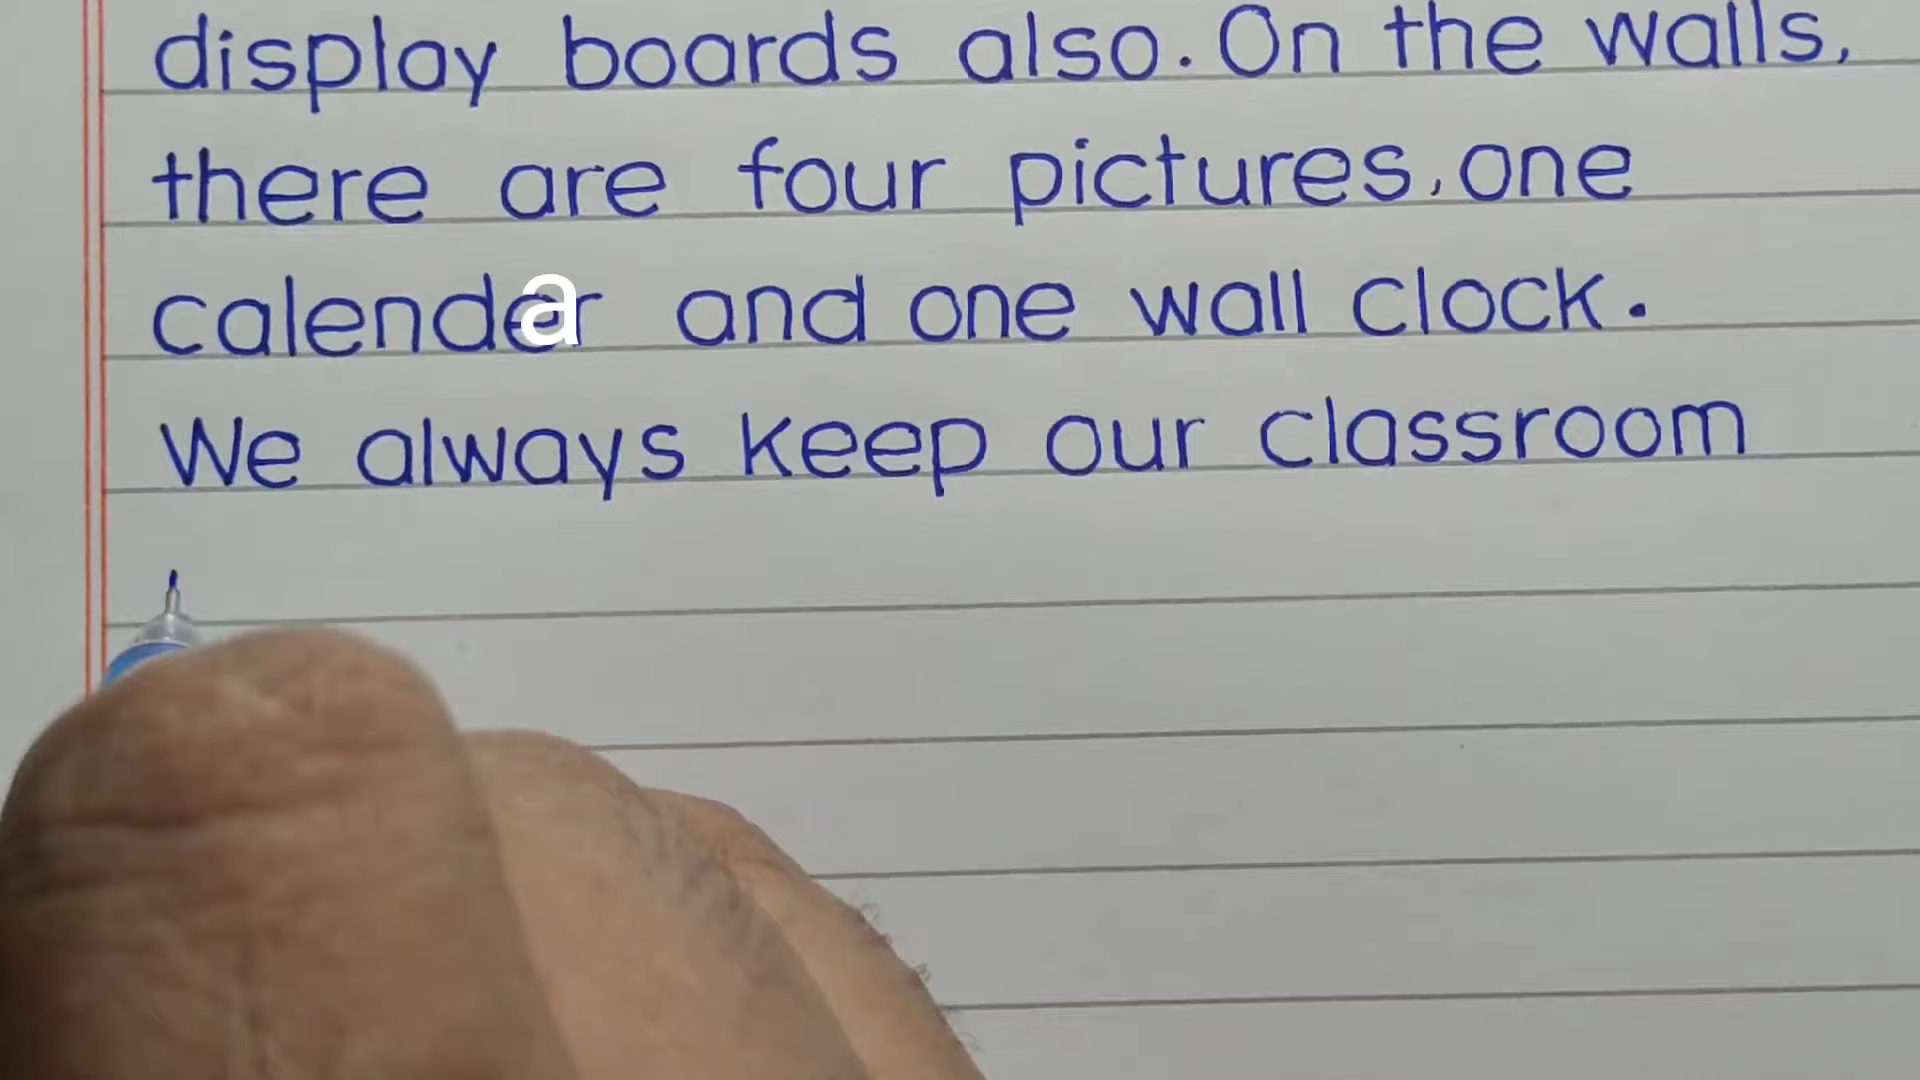 display boards also. On the walls,
there are four pictures, one
calendar and one wall clock.
We always keep our classroom